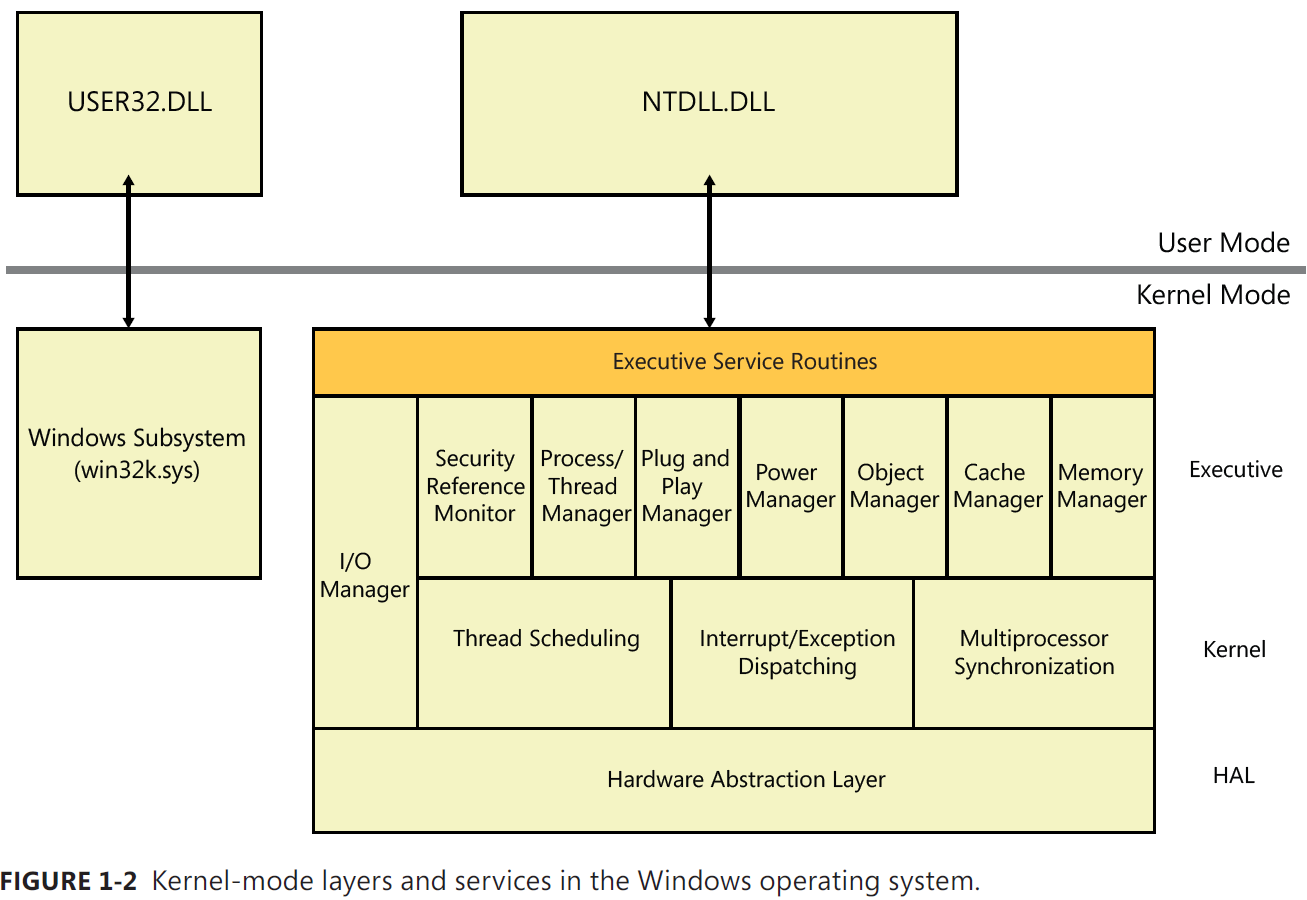 USER32.DLL
NTDLL.DLL
User Mode
Kernel Mode
Windows Subsystem
(win32k.sys)
Executive Service Routines
I/O
Manager
Security
Reference
Monitor
Process/
Thread
Manager
Plug and
Play
Manager
Power
Manager
Object
Manager
Cache
Manager
Memory
Manager
Executive
Thread Scheduling
Interrupt/Exception
Dispatching
Multiprocessor
Synchronization
Kernel
Hardware Abstraction Layer
HAL
FIGURE 1-2 Kernel-mode layers and services in the Windows operating system.